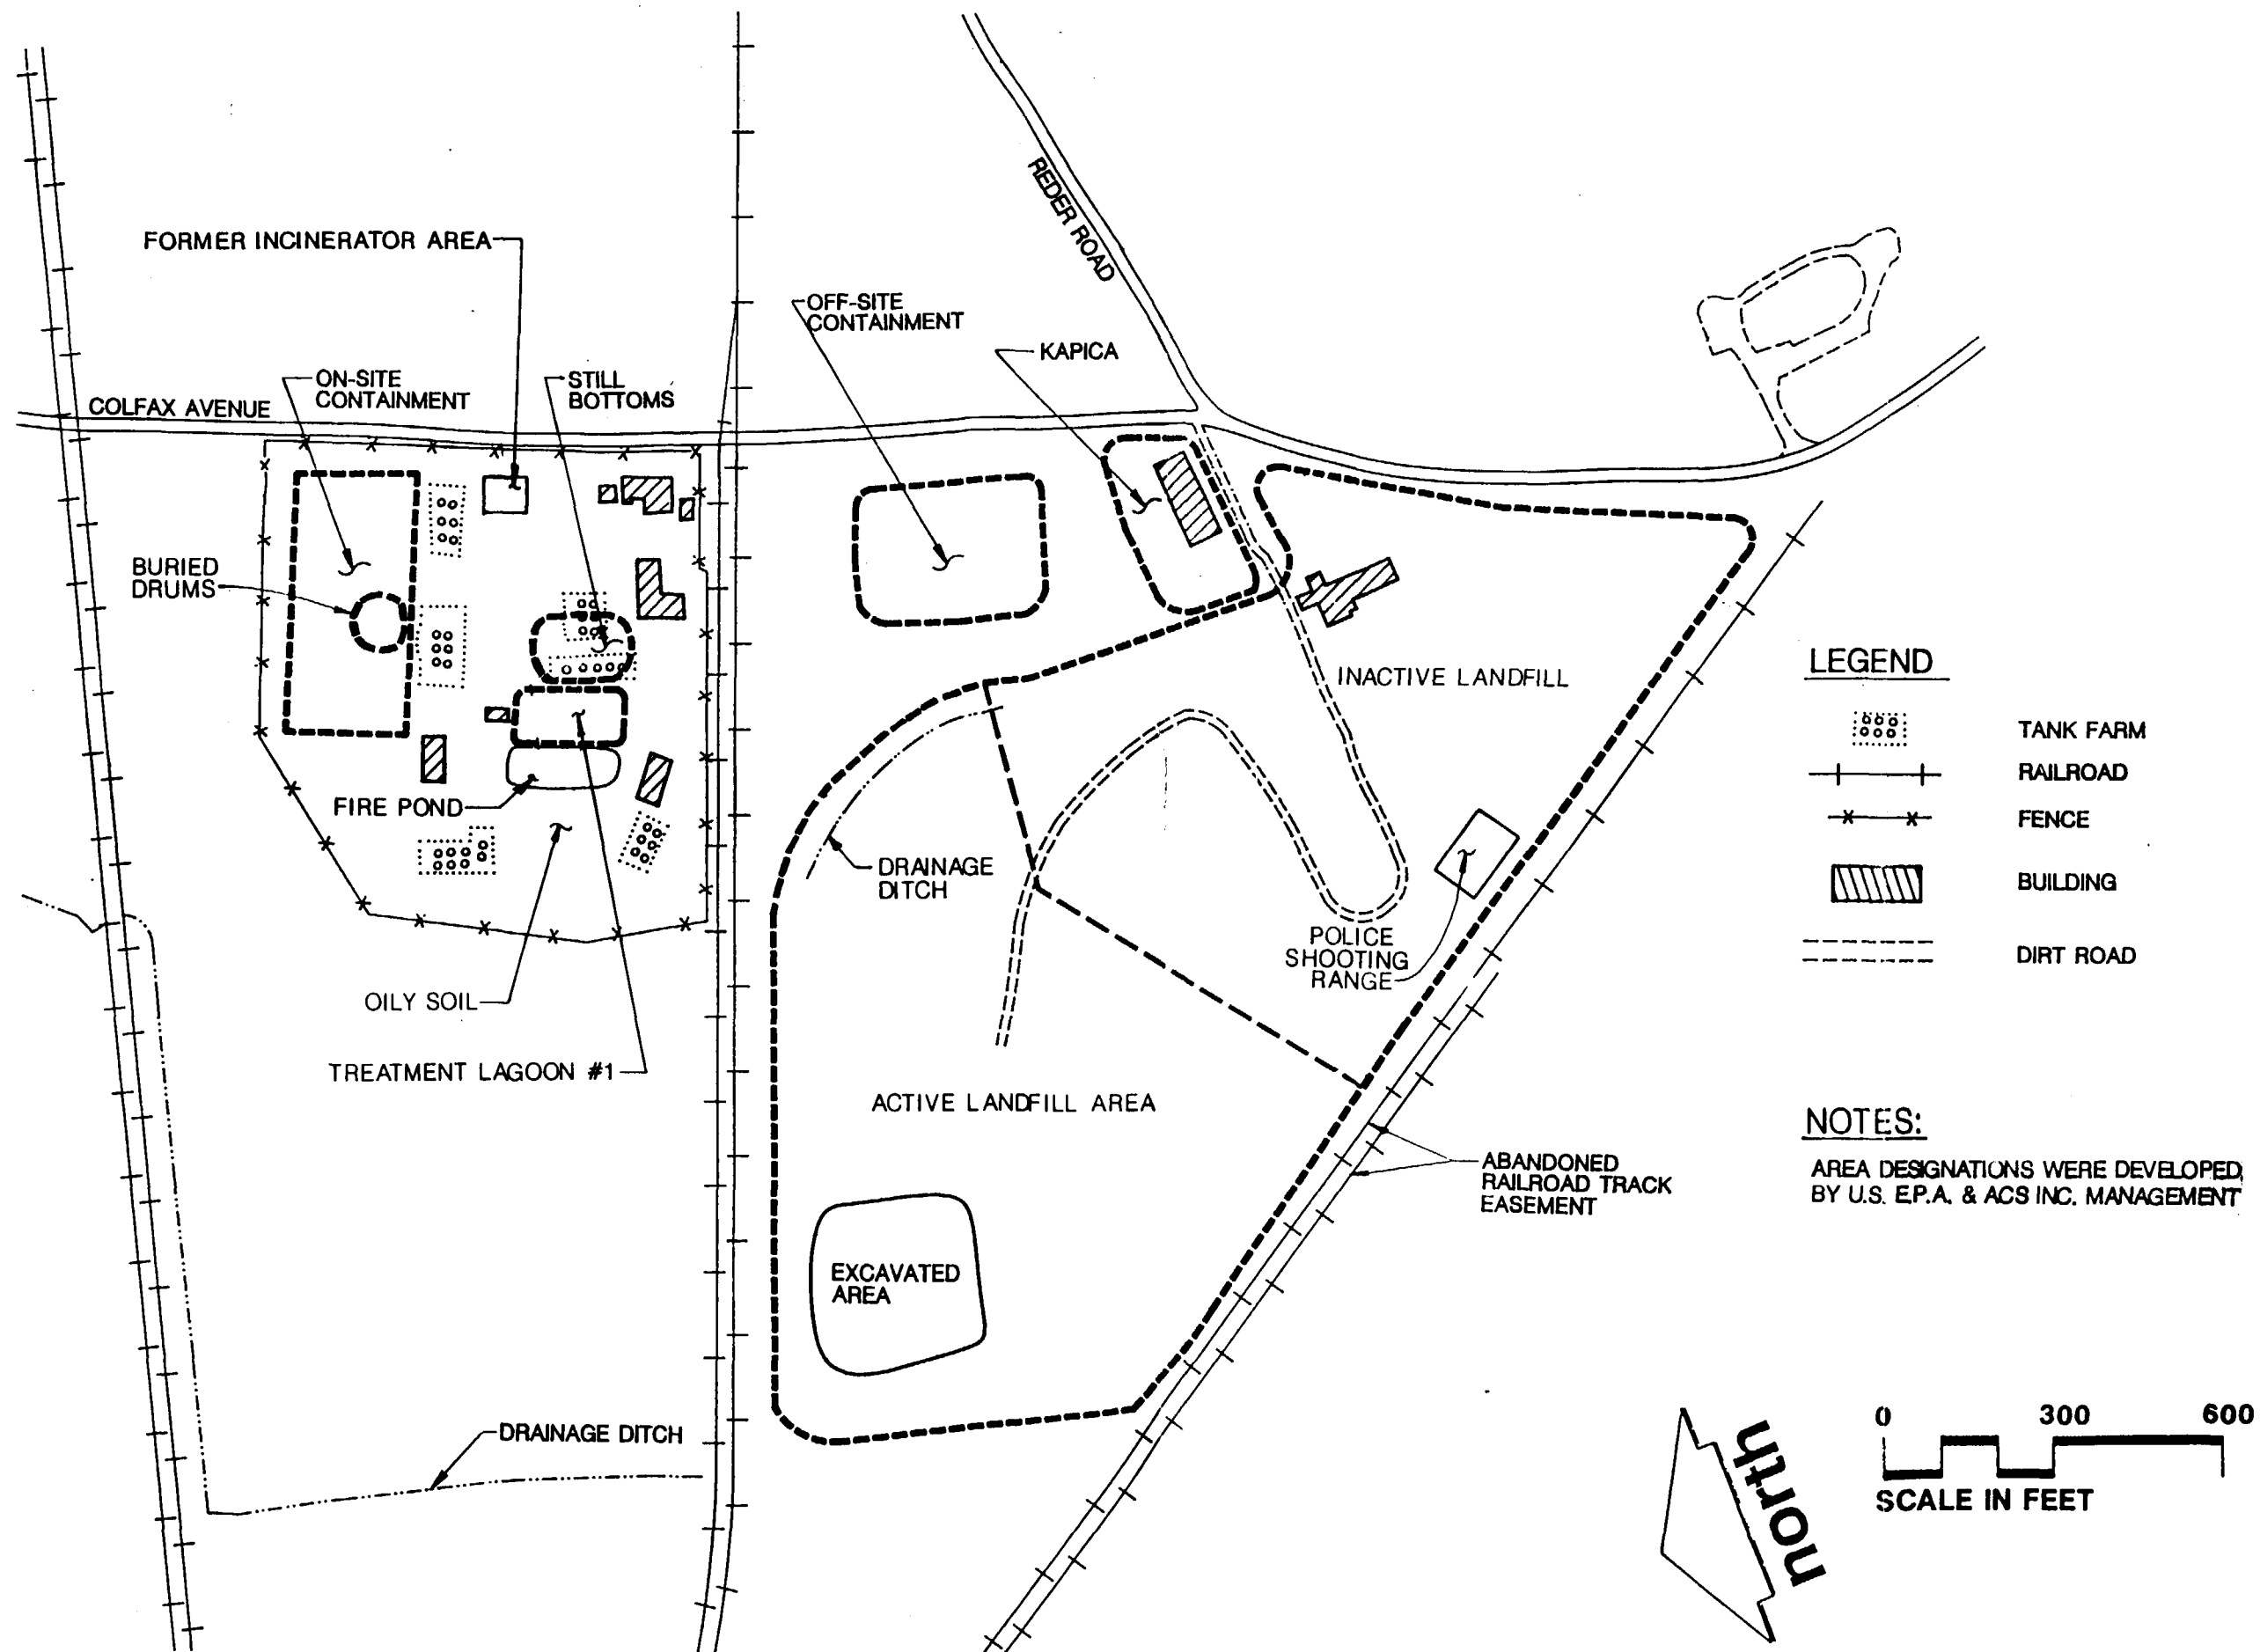 REDER ROAD
FORMER INCINERATOR AREA
OFF-SITE
CONTAINMENT
KAPICA
ON-SITE
CONTAINMENT
STILL
BOTTOMS
COLFAX AVENUE
BURIED
DRUMS
INACTIVE LANDFILL
FIRE POND
DRAINAGE
DITCH
POLICE
SHOOTING
RANGE
OILY SOIL
TREATMENT LAGOON #1
ACTIVE LANDFILL AREA
ABANDONED
RAILROAD TRACK
EASEMENT
EXCAVATED
AREA
DRAINAGE DITCH
LEGEND
TANK FARM
RAILROAD
FENCE
BUILDING
DIRT ROAD
NOTES:
AREA DESIGNATIONS WERE DEVELOPED
BY U.S. E.P.A. & ACS INC. MANAGEMENT
north
0 300 600
SCALE IN FEET